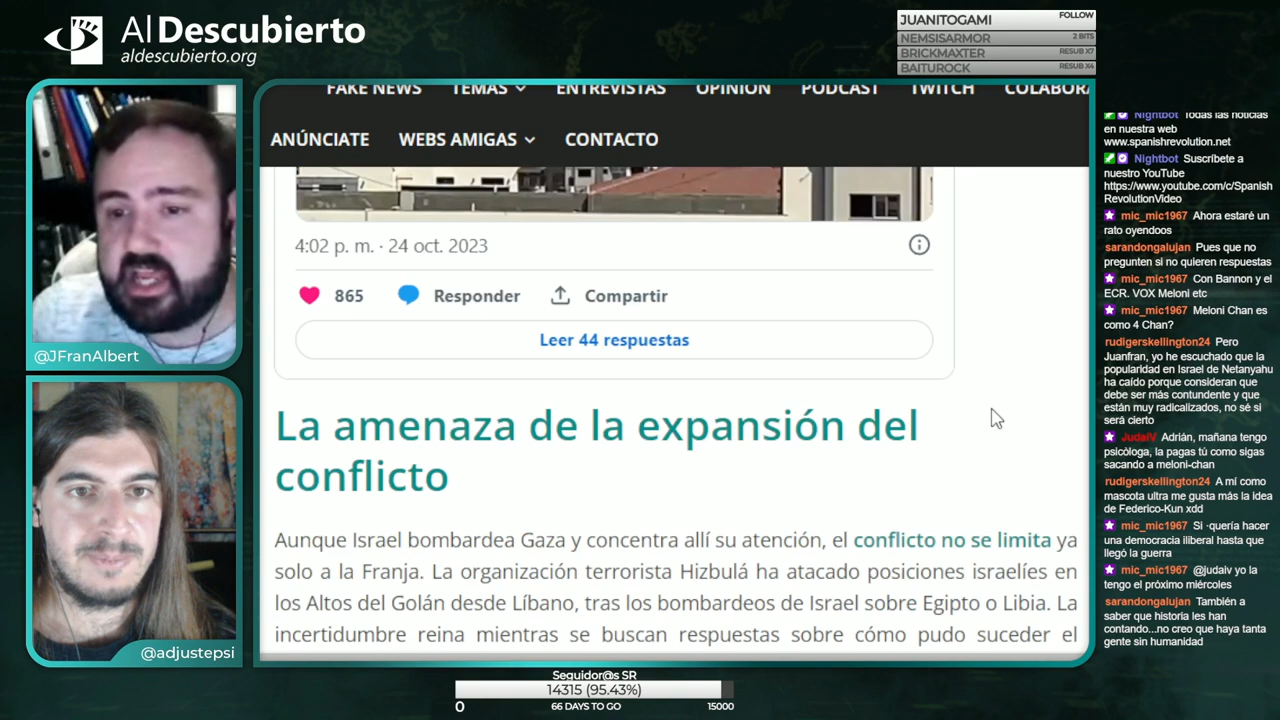 Al Descubierto
aldescubierto.org
JUANITOGAMI FOLLOW
NEMSISARMOR 2 BITS
BRICKMAXTER RESUB X7
BAITUROCK RESUB X4
FAKE NEWS TEMAS ENTREVISTAS OPINIÓN PODCAST TWITCH COLABORA
ANÚNCIATE WEBS AMIGAS CONTACTO
4:02 p. m. · 24 oct. 2023
865 Responder Compartir
Leer 44 respuestas
La amenaza de la expansión del
conflicto
Aunque Israel bombardea Gaza y concentra allí su atención, el conflicto no se limita ya
solo a la Franja. La organización terrorista Hizbulá ha atacado posiciones israelíes en
los Altos del Golán desde Líbano, tras los bombardeos de Israel sobre Egipto o Libia. La
incertidumbre reina mientras se buscan respuestas sobre cómo pudo suceder el
@JFranAlbert
@adjustepsi
Nightbot Todas las noticias
en nuestra web
www.spanishrevolution.net
Nightbot Suscríbete a
nuestro YouTube
https://www.youtube.com/c/Spanish
RevolutionVideo
mic_mic1967 Ahora estaré un
rato oyendoos
sarandongalujan Pues que no
pregunten si no quieren respuestas
mic_mic1967 Con Bannon y el
ECR. VOX Meloni etc
mic_mic1967 Meloni Chan es
como 4 Chan?
rudigerskellington24 Pero
Juanfran, yo he escuchado que la
popularidad en Israel de Netanyahu
ha caído porque consideran que
debe ser más contundente y que
están muy radicalizados, no sé si
será cierto
JudaiV Adrián, mañana tengo
psicóloga, la pagas tú como sigas
sacando a meloni-chan
rudigerskellington24 A mí como
mascota ultra me gusta más la idea
de Federico-Kun xdd
mic_mic1967 Si ·quería hacer
una democracia iliberal hasta que
llegó la guerra
mic_mic1967 @judaiv yo la
tengo el próximo miércoles
sarandongalujan También a
saber que historia les han
contando...no creo que haya tanta
gente sin humanidad
Seguidor@s SR
14315 (95.43%)
0 66 DAYS TO GO 15000